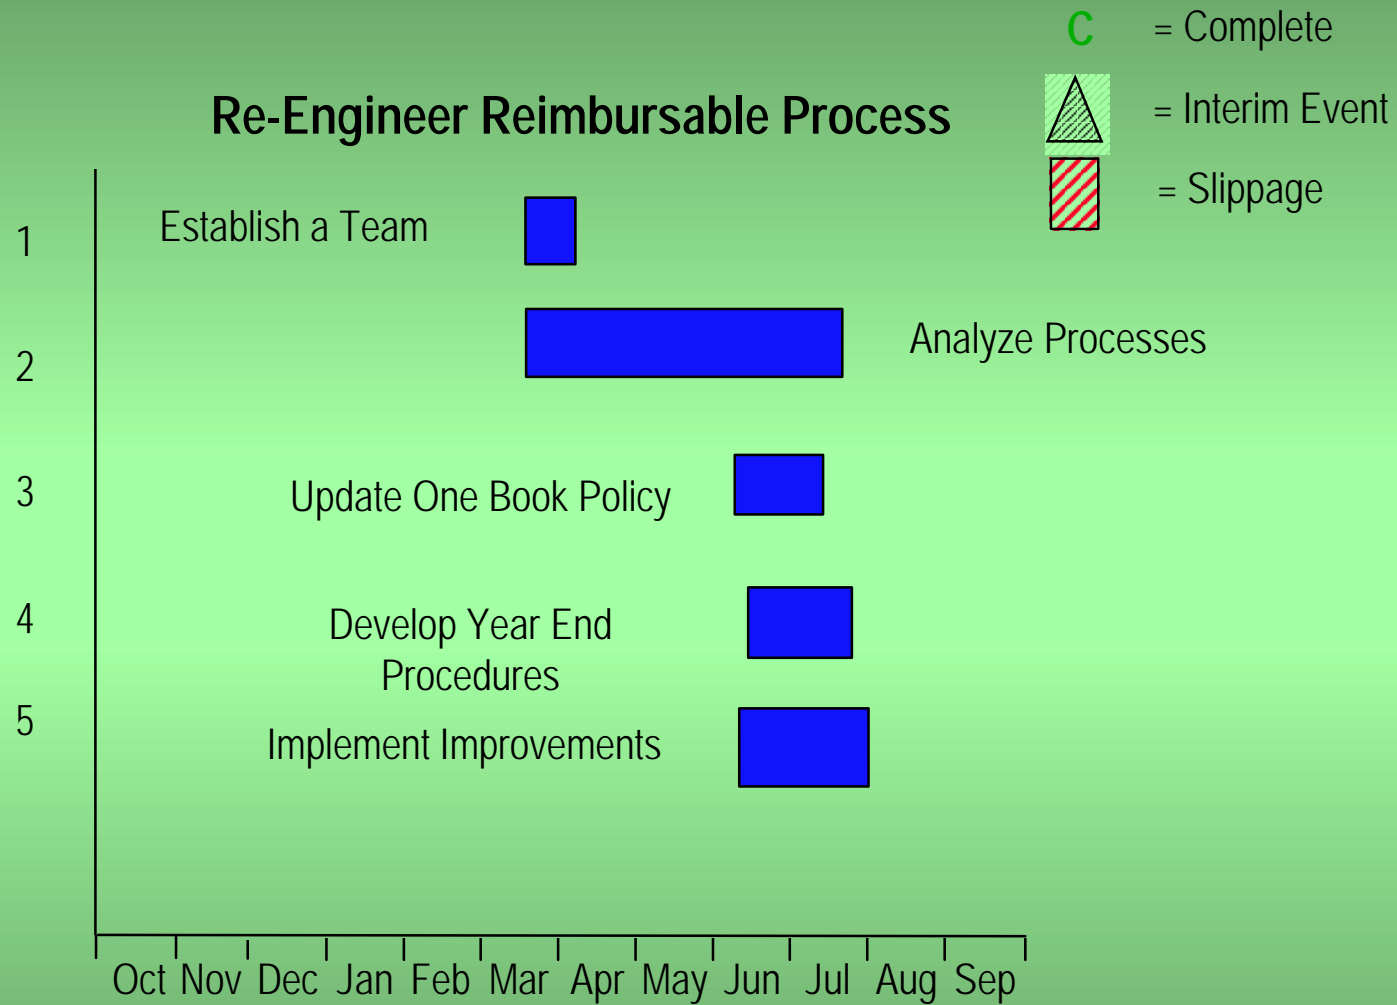 C = Complete
Re-Engineer Reimbursable Process
= Interim Event
= Slippage
1 Establish a Team
2 Analyze Processes
3 Update One Book Policy
4 Develop Year End
Procedures
5 Implement Improvements
Oct Nov Dec Jan Feb Mar Apr May Jun Jul Aug Sep